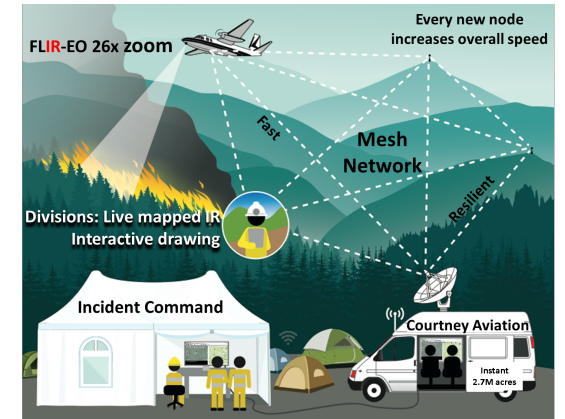 FLIR-EO 26x zoom
Every new node
increases overall speed
Fast
Mesh
Network
Resilient
Divisions: Live mapped IR
Interactive drawing
Incident Command
Courtney Aviation
Instant
2.7M acres